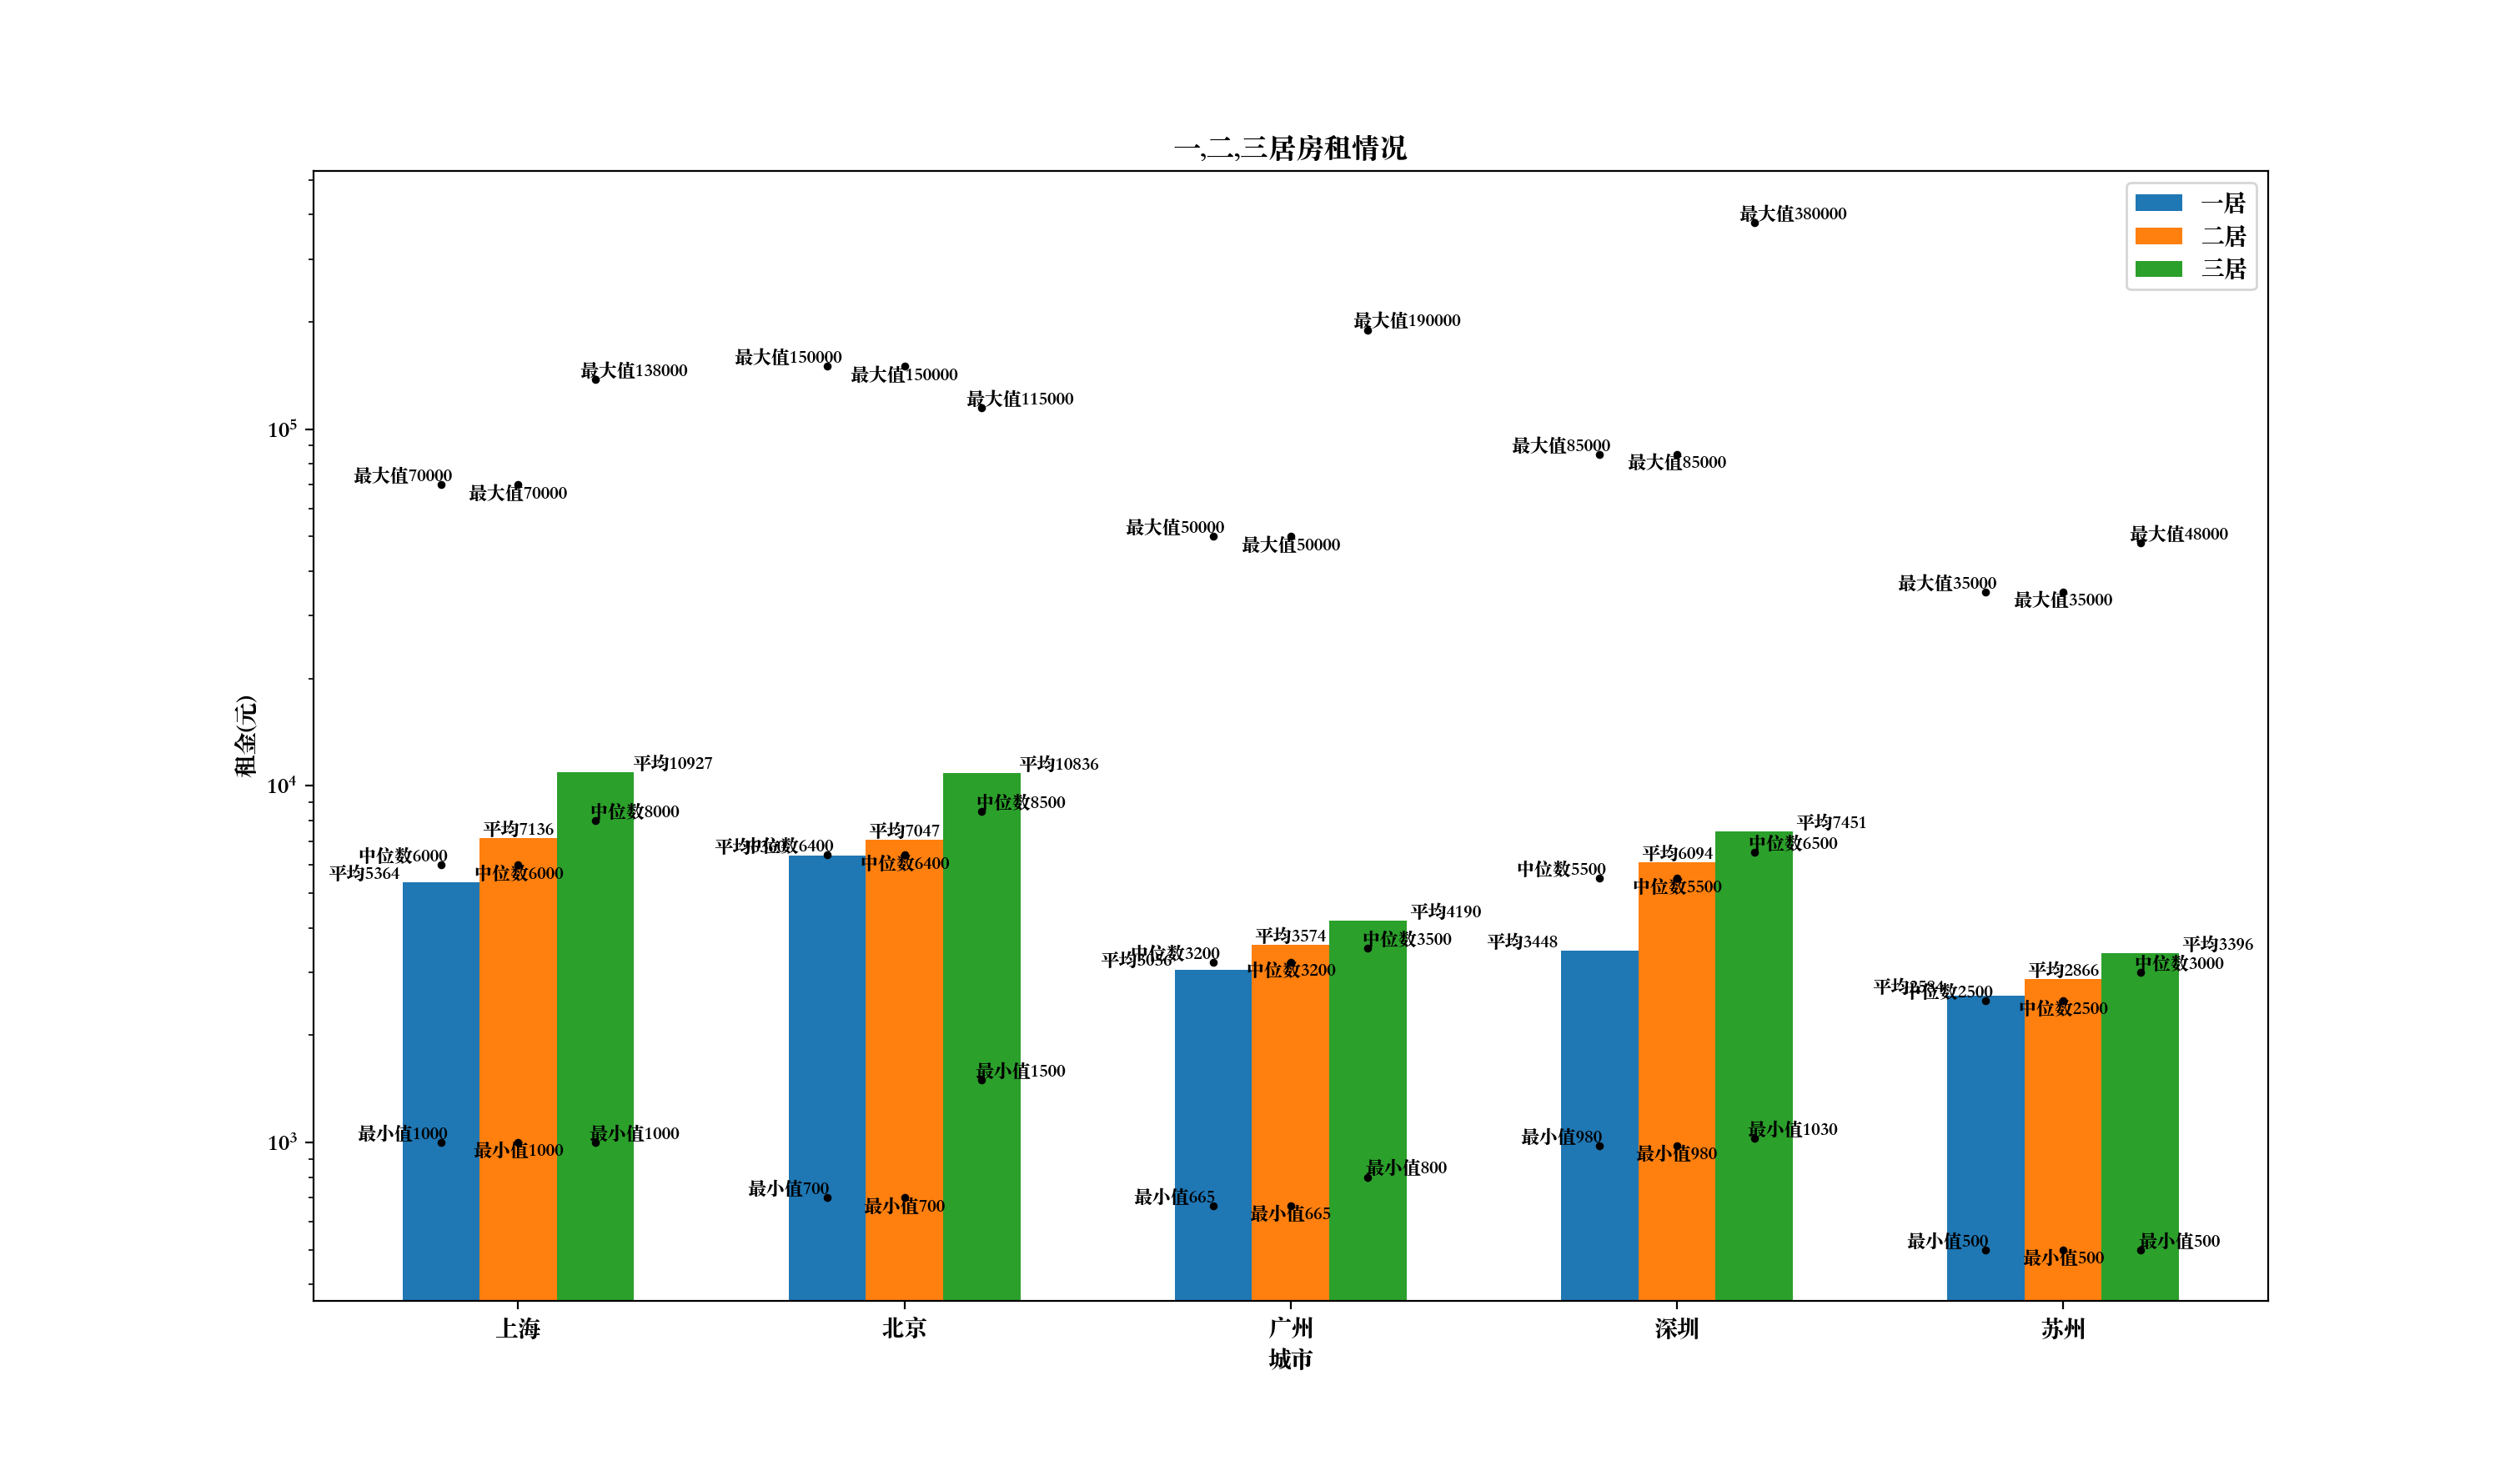 一,二,三居房租情况
一居
二居
三居
租金(元)
10⁵
10⁴
10³
最大值70000
最大值70000
最大值138000
中位数6000
平均5364
平均7136
中位数6000
平均10927
中位数8000
最小值1000
最小值1000
最小值1000
最大值150000
最大值150000
最大值115000
中位数6400
平均7047
中位数6400
平均10836
中位数8500
最小值1500
最小值700
最小值700
最大值50000
最大值50000
最大值190000
中位数3200
平均3056
平均3574
中位数3200
平均4190
中位数3500
最小值665
最小值665
最小值800
最大值85000
最大值85000
最大值380000
中位数5500
平均3448
平均6094
中位数5500
平均7451
中位数6500
最小值980
最小值980
最小值1030
最大值35000
最大值35000
最大值48000
平均2584
中位数2500
平均2866
中位数2500
平均3396
中位数3000
最小值500
最小值500
最小值500
上海
北京
广州
深圳
苏州
城市